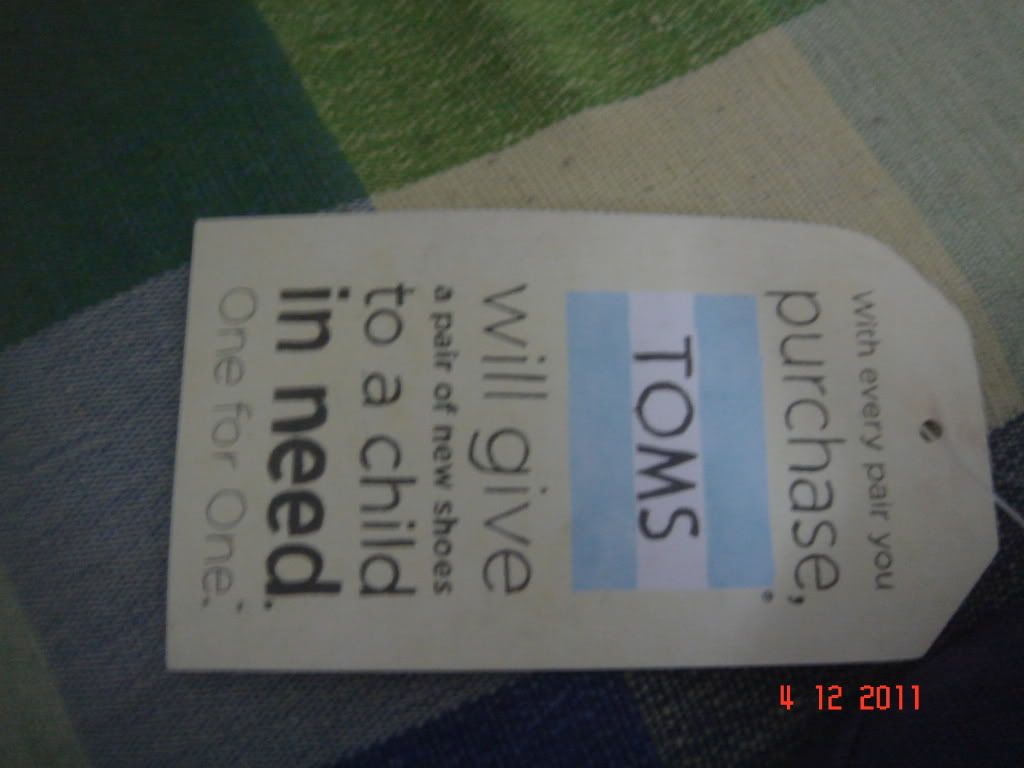 With every pair you
purchase,
TOMS®
will give
a pair of new shoes
to a child
in need.
One for One.™
4 12 2011